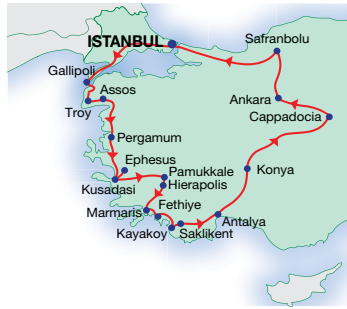 Safranbolu
ISTANBUL
Gallipoli
Assos
Ankara
Troy
Cappadocia
Pergamum
Ephesus
Pamukkale
Konya
Kusadasi
Hierapolis
Fethiye
Marmaris
Antalya
Kayakoy
Saklikent